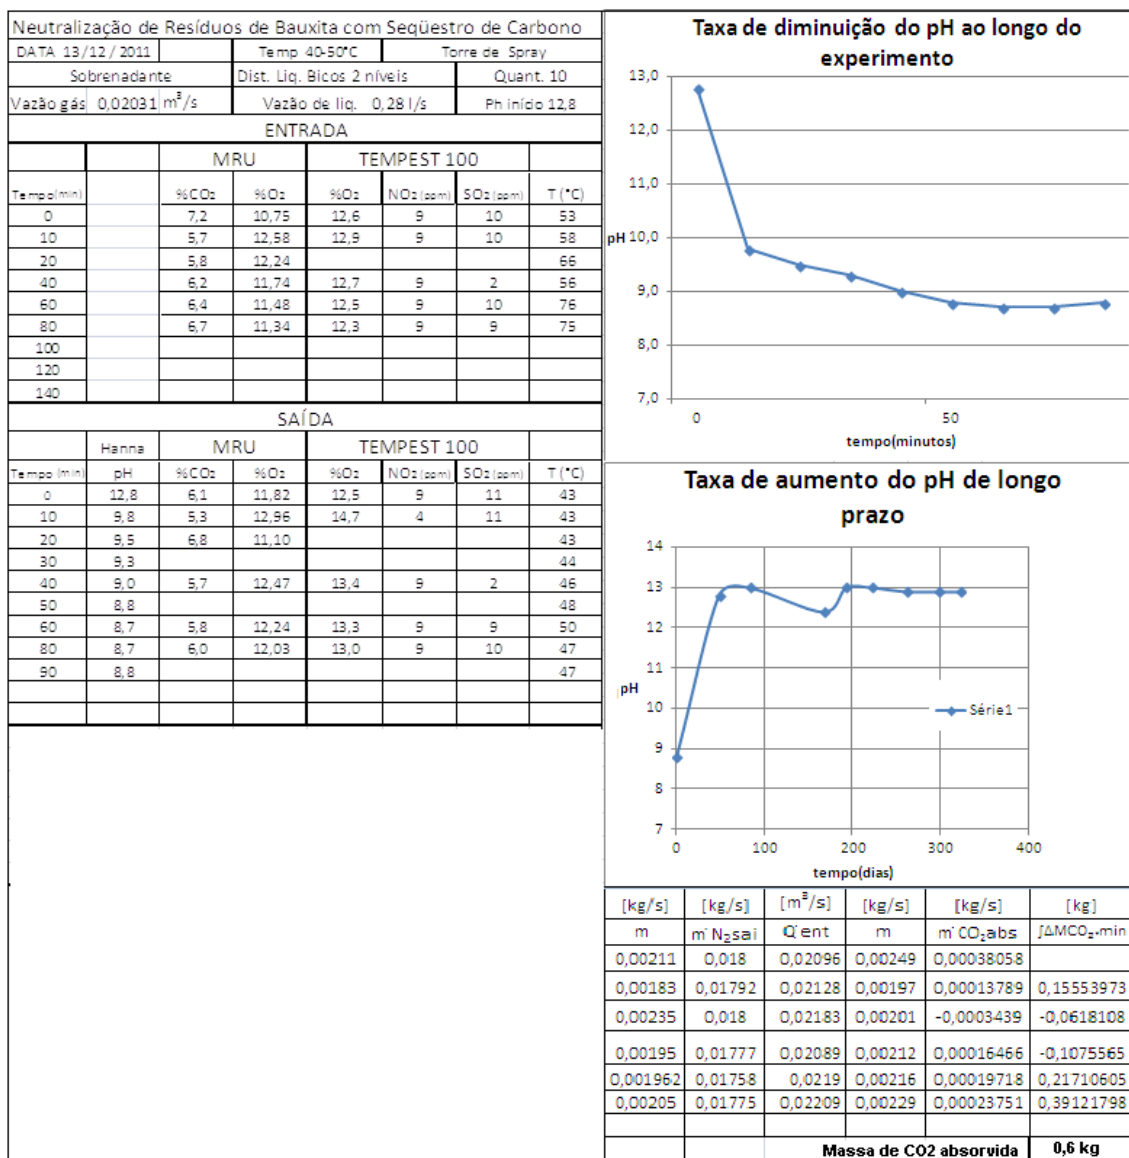 Neutralização de Resíduos de Bauxita com Seqüestro de Carbono
DATA 13/12/2011 Temp 40-50°C Torre de Spray
Sobrenadante Dist. Liq. Bicos 2 níveis Quant. 10
Vazão gás 0,02031 m³/s Vazão de liq. 0,28 l/s Ph início 12,8
ENTRADA
MRU TEMPEST 100
Tempo(min) %CO2 %O2 %O2 NO2(ppm) SO2(ppm) T (°C)
0 7,2 10,75 12,6 9 10 53
10 5,7 12,58 12,9 9 10 58
20 5,8 12,24 66
40 6,2 11,74 12,7 9 2 56
60 6,4 11,48 12,5 9 10 76
80 6,7 11,34 12,3 9 9 75
100
120
140
SAÍDA
Hanna MRU TEMPEST 100
Tempo (min) pH %CO2 %O2 %O2 NO2(ppm) SO2(ppm) T (°C)
0 12,8 6,1 11,82 12,5 9 11 43
10 9,8 5,3 12,96 14,7 4 11 43
20 9,5 6,8 11,10 43
30 9,3 44
40 9,0 5,7 12,47 13,4 9 2 46
50 8,8 48
60 8,7 5,8 12,24 13,3 9 9 50
80 8,7 6,0 12,03 13,0 9 10 47
90 8,8 47
Taxa de diminuição do pH ao longo do
experimento
13,0
12,0
11,0
pH 10,0
9,0
8,0
7,0
0 50
tempo(minutos)
Taxa de aumento do pH de longo
prazo
14
13
12
11
pH
10
9
8
7
Série1
0 100 200 300 400
tempo(dias)
[kg/s] [kg/s] [m³/s] [kg/s] [kg/s] [kg]
m m˙N2sai Q˙ent m m˙CO2abs ∫ΔMCO2*min
0,00211 0,018 0,02096 0,00249 0,00038058
0,00183 0,01792 0,02128 0,00197 0,00013789 0,15553973
0,00235 0,018 0,02183 0,00201 -0,0003439 -0,0618108
0,00195 0,01777 0,02089 0,00212 0,00016466 -0,1075565
0,001962 0,01758 0,0219 0,00216 0,00019718 0,21710605
0,00205 0,01775 0,02209 0,00229 0,00023751 0,39121798
Massa de CO2 absorvida 0,6 kg